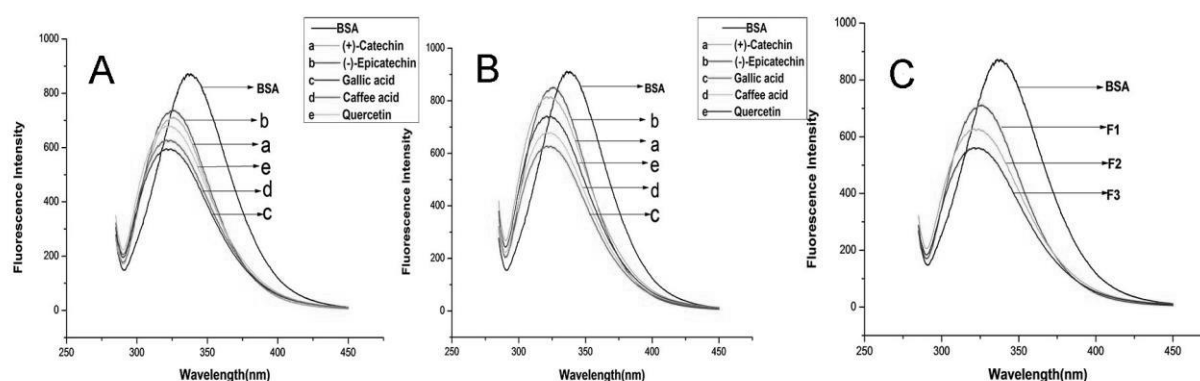 A
BSA
a (+)-Catechin
b (-)-Epicatechin
c Gallic acid
d Caffee acid
e Quercetin
BSA
b
a
e
d
c
1000
800
600
400
200
0
Fluorescence Intensity
250 300 350 400 450
Wavelength(nm)
B
BSA
a (+)-Catechin
b (-)-Epicatechin
c Gallic acid
d Caffee acid
e Quercetin
BSA
b
a
e
d
c
1000
800
600
400
200
0
Fluorescence Intensity
250 300 350 400 450
Wavelength(nm)
C
BSA
F1
F2
F3
1000
800
600
400
200
0
Fluorescence Intensity
250 300 350 400 450
Wavelength(nm)